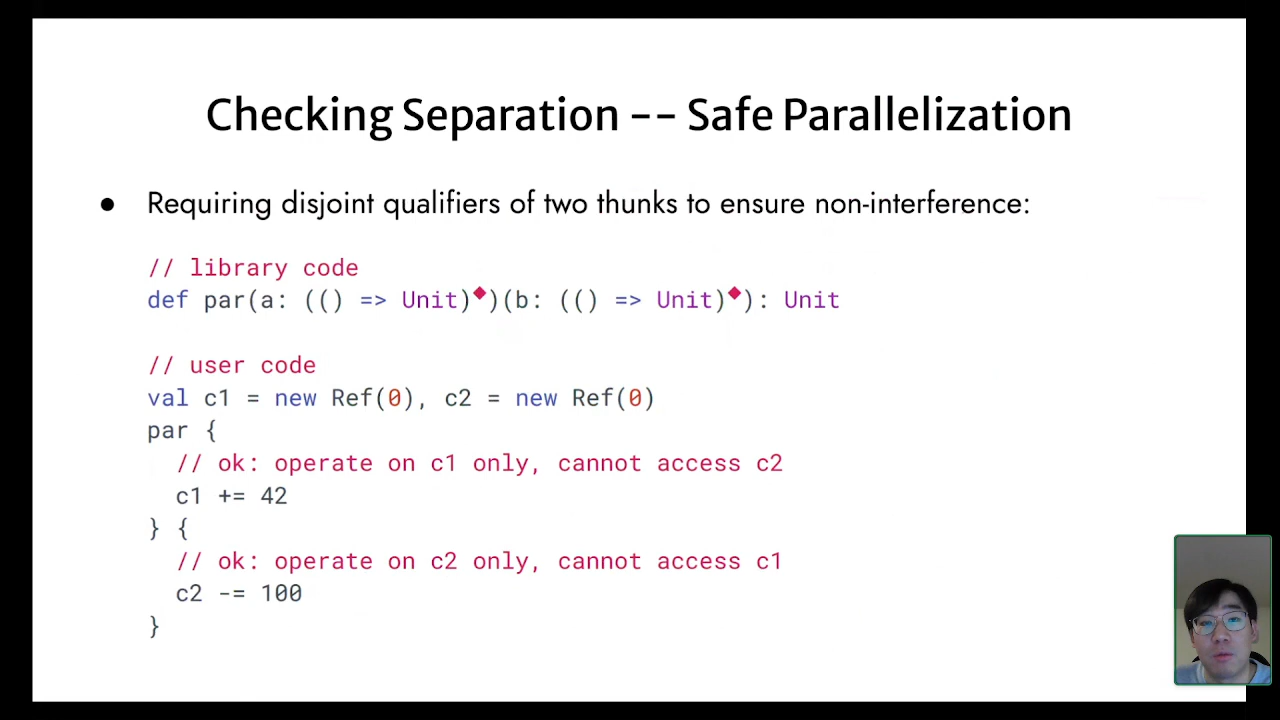 Checking Separation -- Safe Parallelization
● Requiring disjoint qualifiers of two thunks to ensure non-interference:
// library code
def par(a: (() => Unit)◆)(b: (() => Unit)◆): Unit
// user code
val c1 = new Ref(0), c2 = new Ref(0)
par {
// ok: operate on c1 only, cannot access c2
c1 += 42
} {
// ok: operate on c2 only, cannot access c1
c2 -= 100
}